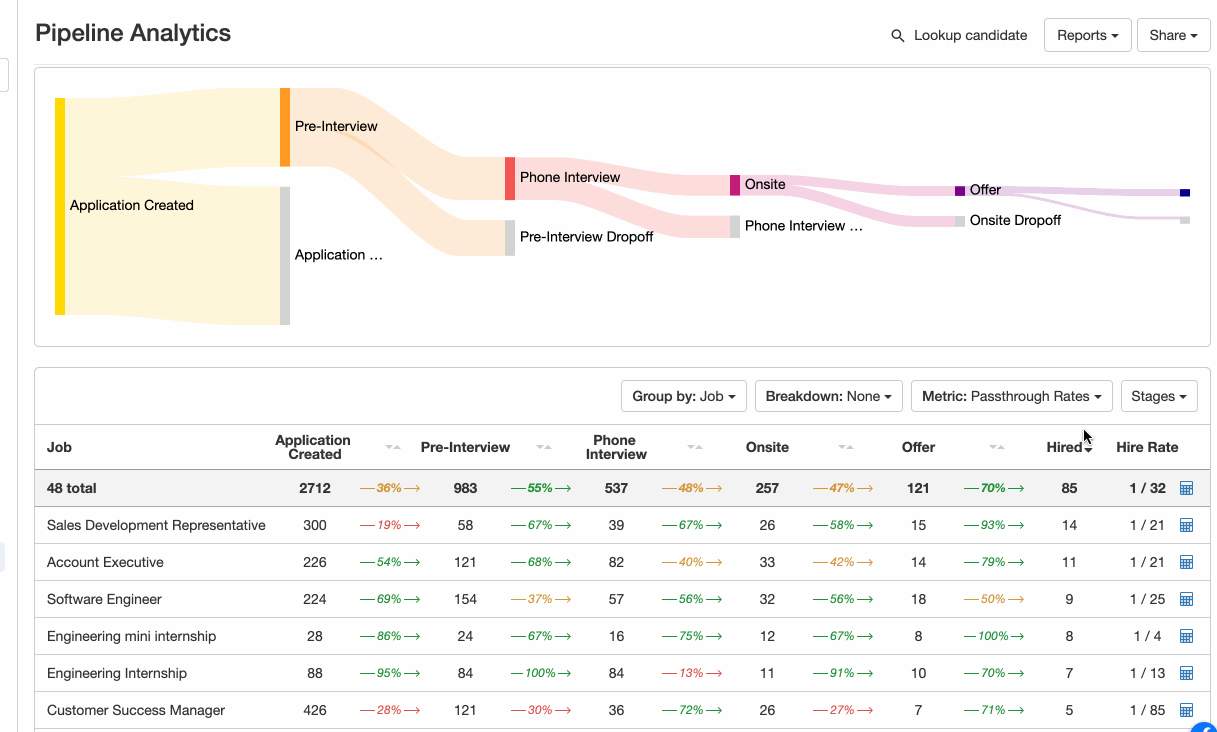 Pipeline Analytics
Lookup candidate
Reports
Share
Pre-Interview
Phone Interview
Onsite
Offer
Application Created
Onsite Dropoff
Phone Interview …
Pre-Interview Dropoff
Application …
Group by: Job
Breakdown: None
Metric: Passthrough Rates
Stages
Job Application Created Pre-Interview Phone Interview Onsite Offer Hired Hire Rate
48 total 2712 36% 983 55% 537 48% 257 47% 121 70% 85 1 / 32
Sales Development Representative 300 19% 58 67% 39 67% 26 58% 15 93% 14 1 / 21
Account Executive 226 54% 121 68% 82 40% 33 42% 14 79% 11 1 / 21
Software Engineer 224 69% 154 37% 57 56% 32 56% 18 50% 9 1 / 25
Engineering mini internship 28 86% 24 67% 16 75% 12 67% 8 100% 8 1 / 4
Engineering Internship 88 95% 84 100% 84 13% 11 91% 10 70% 7 1 / 13
Customer Success Manager 426 28% 121 30% 36 72% 26 27% 7 71% 5 1 / 85